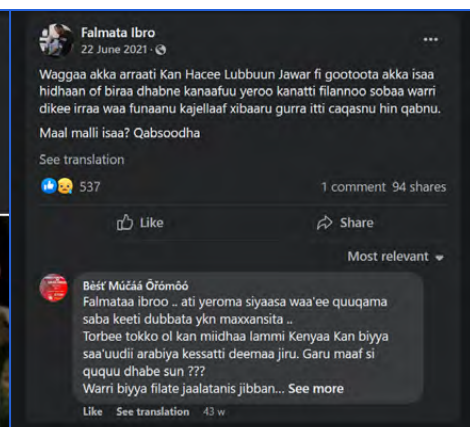 Falmata Ibro
22 June 2021 ·
Waggaa akka arraati Kan Hacee Lubbuun Jawar fi gootoota akka isaa
hidhaan of biraa dhabne kanaafuu yeroo kanatti filannoo sobaa warri
dikee irraa waa funaanu kajellaaf xibaaru gurra itti caqasnu hin qabnu.
Maal malli isaa? Qabsoodha
See translation
537
1 comment 94 shares
Like Share
Most relevant
Bèśť Múčáá Ôřómôó
Falmataa ibroo .. ati yeroma siyaasa waa'ee quuqama
saba keeti dubbata ykn maxxansita ..
Torbee tokko ol kan miidhaa lammi Kenyaa Kan biyya
saa'uudii arabiya kessatti deemaa jiru. Garu maaf si
ququu dhabe sun ???
Warri biyya filate jaalatanis jibban... See more
Like See translation 43 w